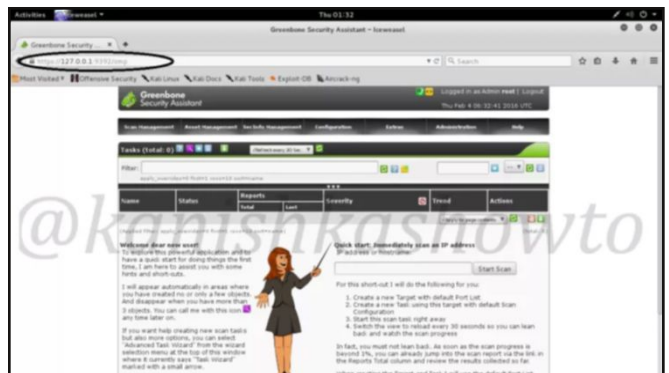 Activities Iceweasel Thu 01:32
Greenbone Security Assistant - Iceweasel
Greenbone Security ...
https://127.0.0.1:9392/omp
Search
Most Visited Offensive Security Kali Linux Kali Docs Kali Tools Exploit-DB Aircrack-ng
Greenbone
Security Assistant
Logged in as Admin root | Logout
Thu Feb 4 06:32:41 2016 UTC
Scan Management Asset Management SecInfo Management Configuration Extras Administration Help
Tasks (total: 0)
Filter:
Name Status Reports Severity Trend Actions
Total Last
@kanishkashowto
Welcome dear new user!
To explore this powerful application and to
have a quick start for doing things the first
time, I am here to assist you with some
hints and short-cuts.
I will appear automatically in areas where
you have created no or only a few objects.
And disappear when you have more than
3 objects. You can call me with this icon
any time later on.
If you want help creating new scan tasks
but also more options, you can select
"Advanced Task Wizard" from the wizard
selection menu at the top of this window
where it currently says "Task Wizard"
marked with a small arrow.
Quick start: Immediately scan an IP address
IP address or hostname:
Start Scan
For this short-cut I will do the following for you:
1. Create a new Target with default Port List
2. Create a new Task using this target with default Scan
Configuration
3. Start this scan task right away
4. Switch the view to reload every 30 seconds so you can lean
back and watch the scan progress
In fact, you must not lean back. As soon as the scan progress is
beyond 1%, you can already jump into the scan report via the link in
the Reports Total column and review the results collected so far.